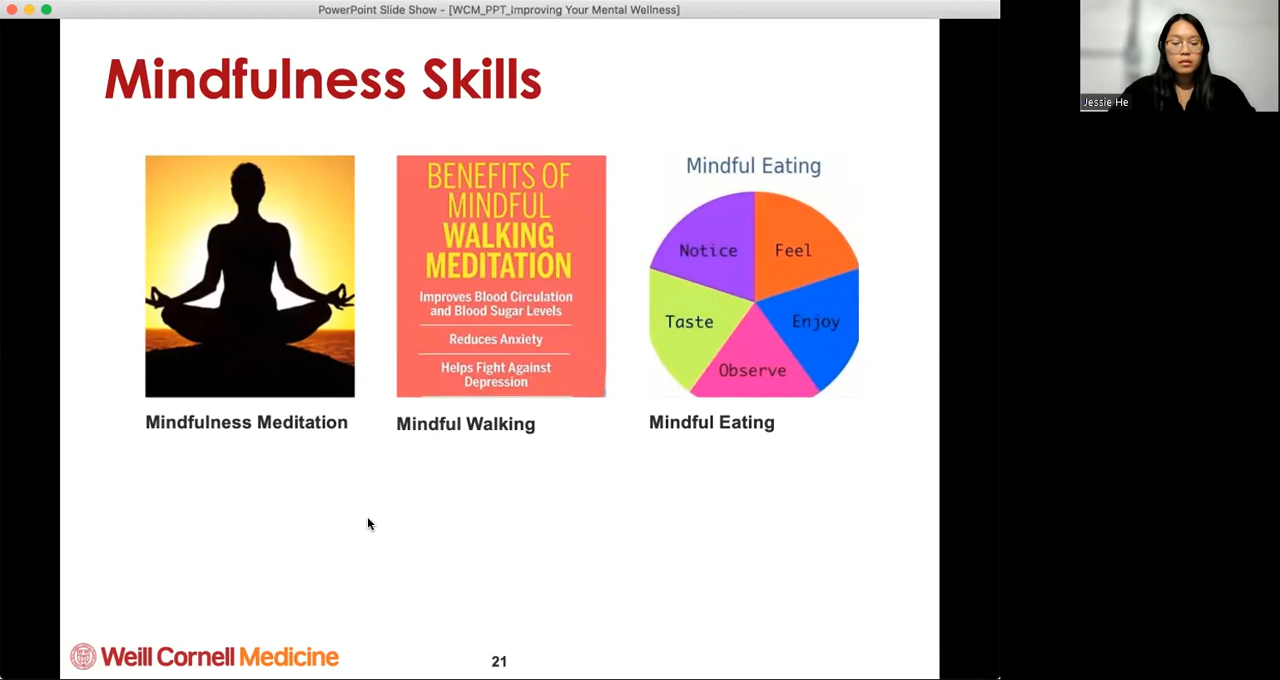 PowerPoint Slide Show - [WCM_PPT_improving Your Mental Wellness]
Jessie He
Mindfulness Skills
BENEFITS OF
MINDFUL
WALKING
MEDITATION
Improves Blood Circulation
and Blood Sugar Levels
Reduces Anxiety
Helps Fight Against
Depression
Mindful Eating
Notice
Feel
Taste
Enjoy
Observe
Mindfulness Meditation
Mindful Walking
Mindful Eating
Weill Cornell Medicine
21